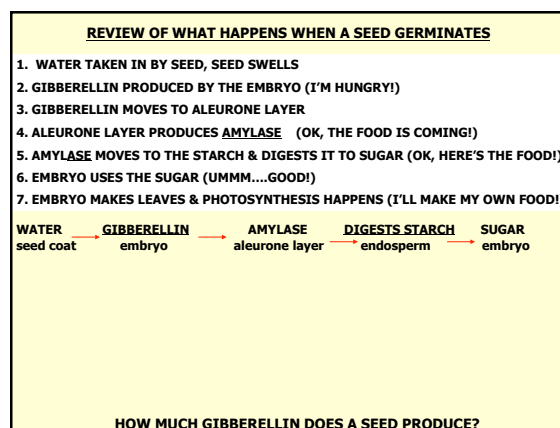 REVIEW OF WHAT HAPPENS WHEN A SEED GERMINATES
1. WATER TAKEN IN BY SEED, SEED SWELLS
2. GIBBERELLIN PRODUCED BY THE EMBRYO (I'M HUNGRY!)
3. GIBBERELLIN MOVES TO ALEURONE LAYER
4. ALEURONE LAYER PRODUCES AMYLASE (OK, THE FOOD IS COMING!)
5. AMYLASE MOVES TO THE STARCH & DIGESTS IT TO SUGAR (OK, HERE'S THE FOOD!)
6. EMBRYO USES THE SUGAR (UMMM....GOOD!)
7. EMBRYO MAKES LEAVES & PHOTOSYNTHESIS HAPPENS (I'LL MAKE MY OWN FOOD!
WATER GIBBERELLIN AMYLASE DIGESTS STARCH SUGAR
seed coat embryo aleurone layer endosperm embryo
HOW MUCH GIBBERELLIN DOES A SEED PRODUCE?